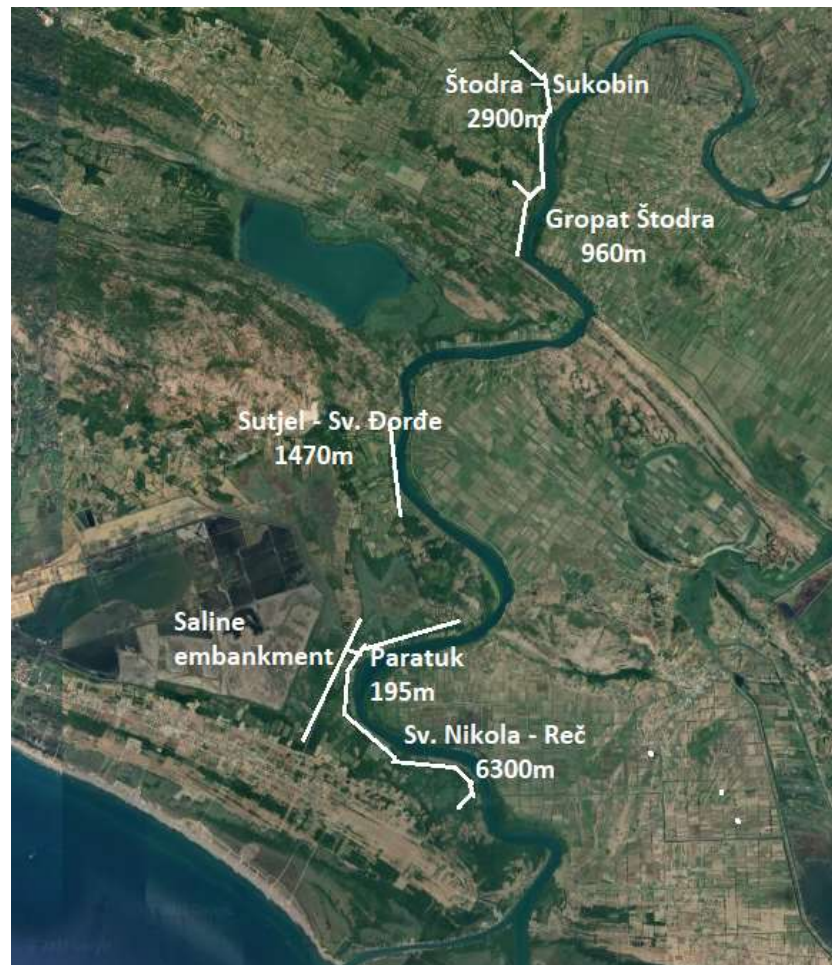 Štodra – Sukobin
2900m
Gropat Štodra
960m
Sutjel - Sv. Đorđe
1470m
Saline
embankment
Paratuk
195m
Sv. Nikola - Reč
6300m